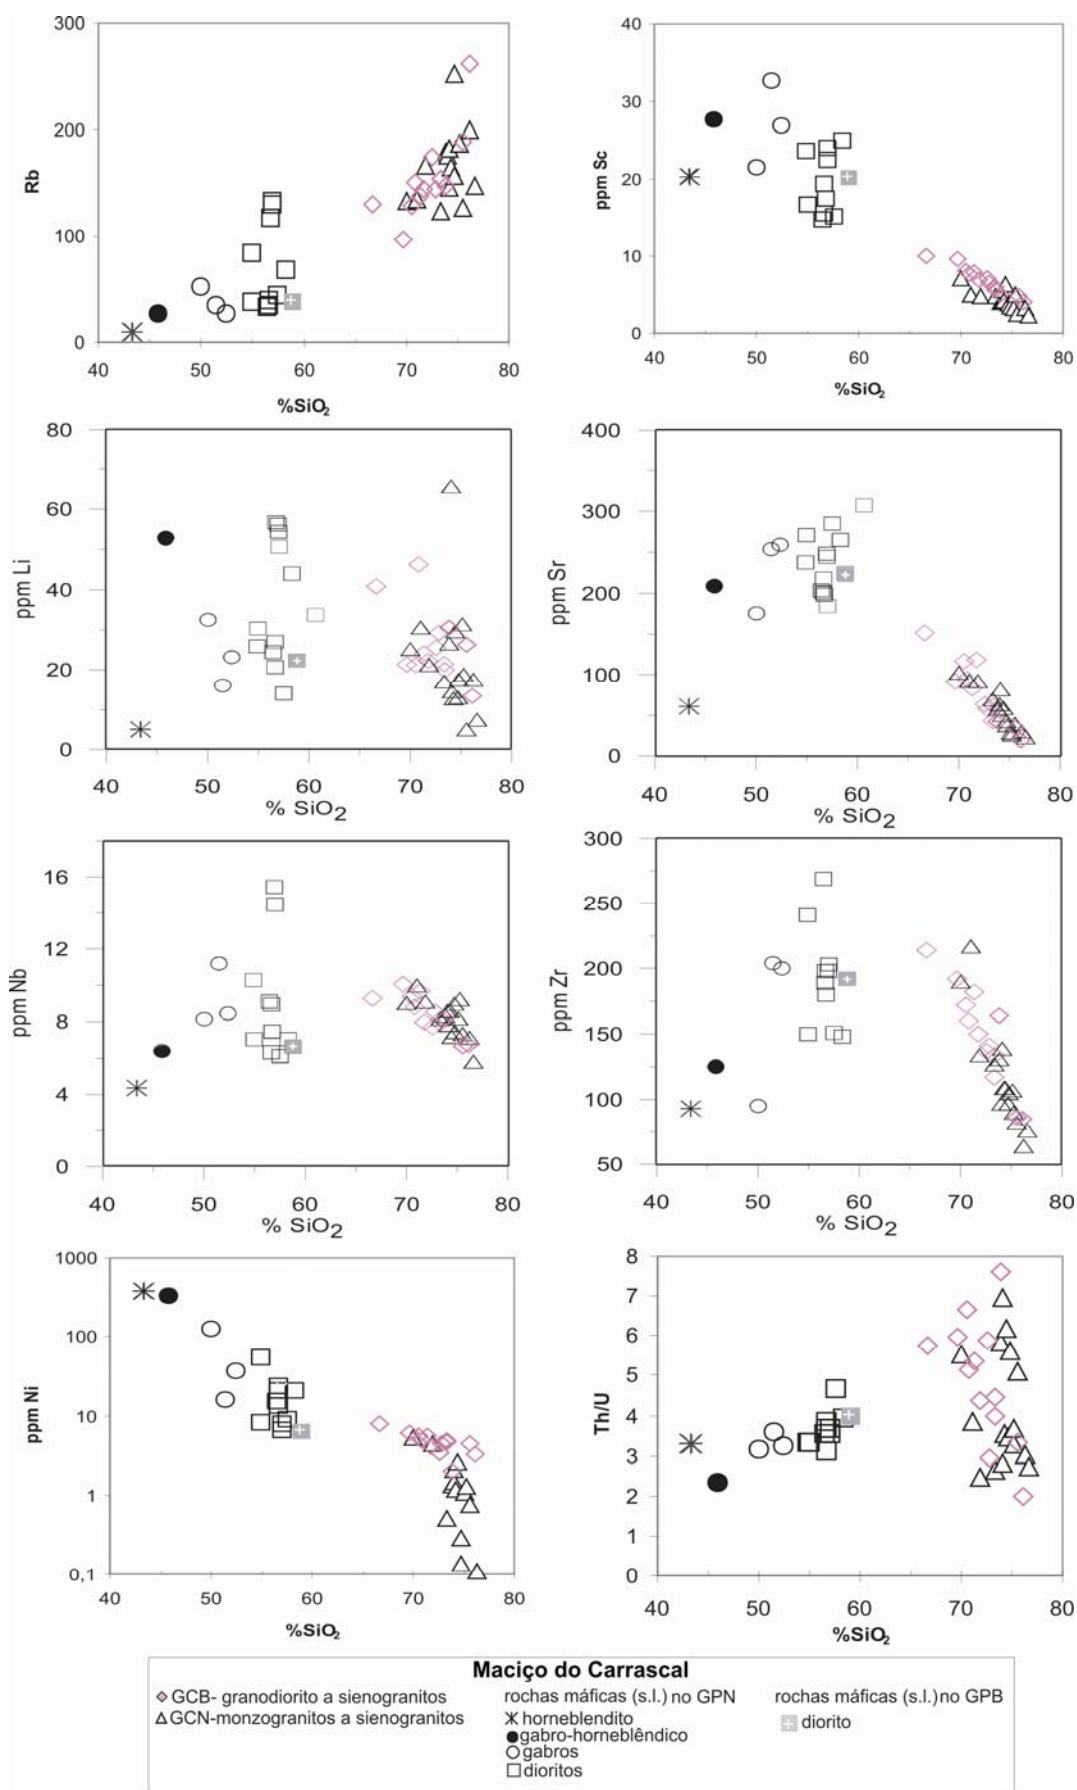 300
200
100
0
Rb
40 50 60 70 80
%SiO2
40
30
20
10
0
ppm Sc
40 50 60 70 80
%SiO2
80
60
40
20
0
ppm Li
40 50 60 70 80
% SiO2
400
300
200
100
0
ppm Sr
40 50 60 70 80
% SiO2
16
12
8
4
0
ppm Nb
40 50 60 70 80
% SiO2
300
250
200
150
100
50
ppm Zr
40 50 60 70 80
% SiO2
1000
100
10
1
0,1
ppm Ni
40 50 60 70 80
%SiO2
8
7
6
5
4
3
2
1
0
Th/U
40 50 60 70 80
%SiO2
Maciço do Carrascal
GCB- granodiorito a sienogranitos
GCN-monzogranitos a sienogranitos
rochas máficas (s.l.) no GPN
horneblendito
gabro-horneblêndico
gabros
dioritos
rochas máficas (s.l.) no GPB
diorito